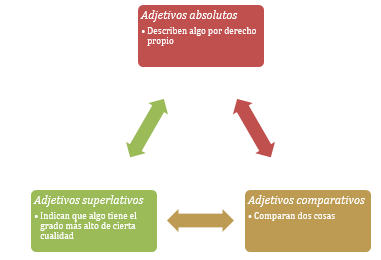 Adjetivos absolutos
• Describen algo por derecho
propio
Adjetivos superlativos
• Indican que algo tiene el
grado más alto de cierta
cualidad
Adjetivos comparativos
• Comparan dos cosas